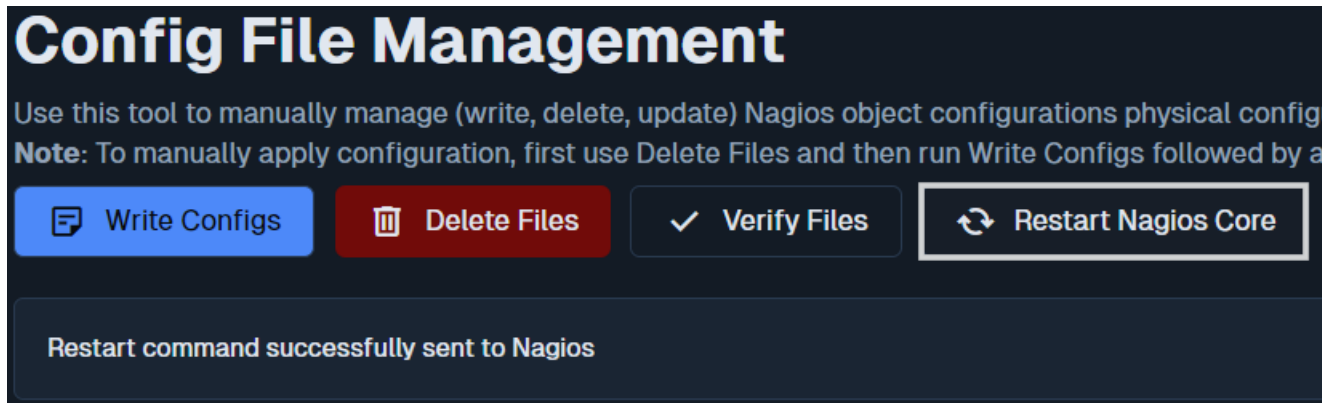 Config File Management
Use this tool to manually manage (write, delete, update) Nagios object configurations physical config
Note: To manually apply configuration, first use Delete Files and then run Write Configs followed by a
Write Configs Delete Files Verify Files Restart Nagios Core
Restart command successfully sent to Nagios